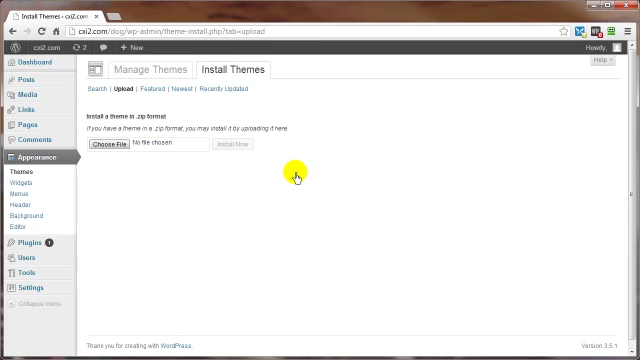 Install Themes ‹ cxi2.com —
cxi2.com/dog/wp-admin/theme-install.php?tab=upload
cxi2.com 2 + New Howdy,
Help
Dashboard
Posts
Media
Links
Pages
Comments
Appearance
Themes
Widgets
Menus
Header
Background
Editor
Plugins 1
Users
Tools
Settings
Collapse menu
Manage Themes Install Themes
Search | Upload | Featured | Newest | Recently Updated
Install a theme in .zip format
If you have a theme in a .zip format, you may install it by uploading it here.
Choose File No file chosen Install Now
Thank you for creating with WordPress. Version 3.5.1